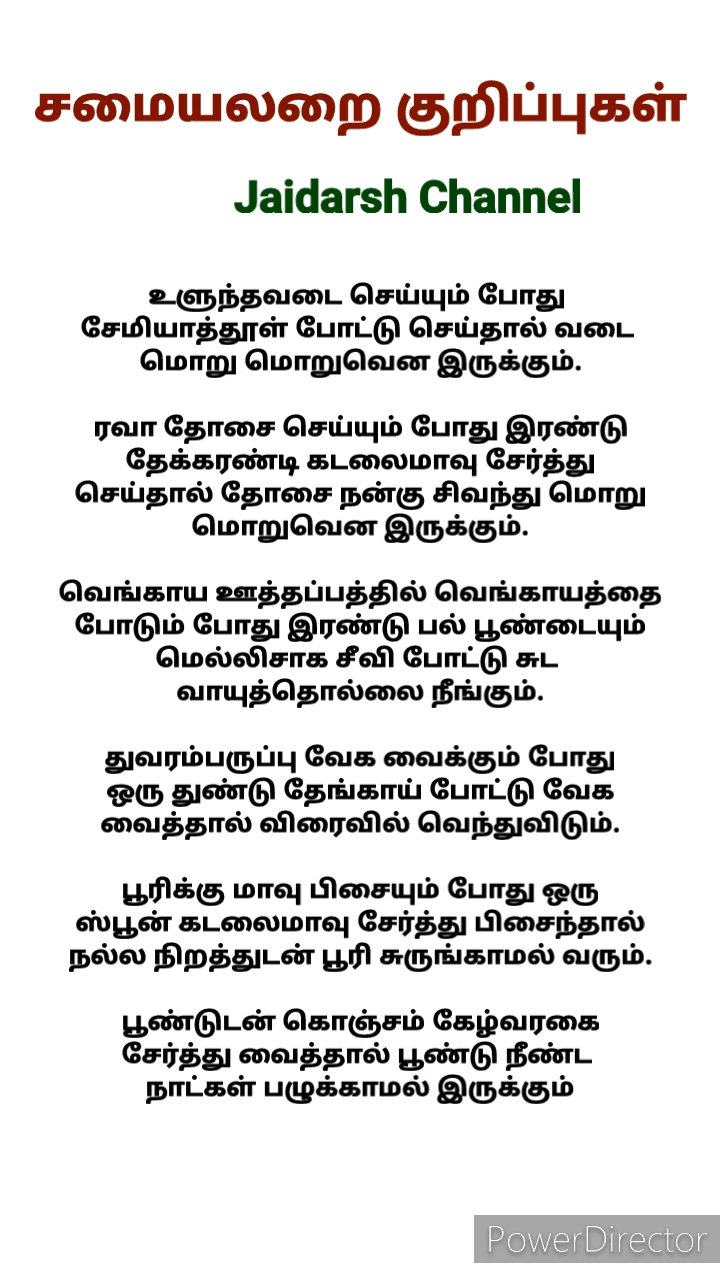 சமையலறை குறிப்புகள்
Jaidarsh Channel
உளுந்தவடை செய்யும் போது
சேமியாத்தூள் போட்டு செய்தால் வடை
மொறு மொறுவென இருக்கும்.
ரவா தோசை செய்யும் போது இரண்டு
தேக்கரண்டி கடலைமாவு சேர்த்து
செய்தால் தோசை நன்கு சிவந்து மொறு
மொறுவென இருக்கும்.
வெங்காய ஊத்தப்பத்தில் வெங்காயத்தை
போடும் போது இரண்டு பல் பூண்டையும்
மெல்லிசாக சீவி போட்டு சுட
வாயுத்தொல்லை நீங்கும்.
துவரம்பருப்பு வேக வைக்கும் போது
ஒரு துண்டு தேங்காய் போட்டு வேக
வைத்தால் விரைவில் வெந்துவிடும்.
பூரிக்கு மாவு பிசையும் போது ஒரு
ஸ்பூன் கடலைமாவு சேர்த்து பிசைந்தால்
நல்ல நிறத்துடன் பூரி சுருங்காமல் வரும்.
பூண்டுடன் கொஞ்சம் கேழ்வரகை
சேர்த்து வைத்தால் பூண்டு நீண்ட
நாட்கள் பழுக்காமல் இருக்கும்
PowerDirector